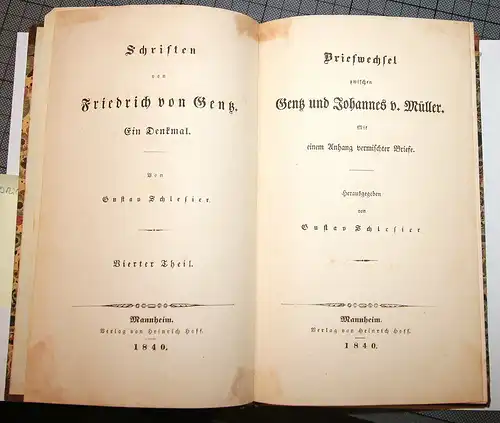 Schriften
von
Friedrich von Gentz.
Ein Denkmal.
Von
Gustav Schlesier.
Vierter Theil.
Mannheim.
Verlag von Heinrich Hoff.
1840.
Briefwechsel
zwischen
Gentz und Johannes v. Müller.
Mit
einem Anhang vermischter Briefe.
Herausgegeben
von
Gustav Schlesier
Mannheim.
Verlag von Heinrich Hoff.
1840.